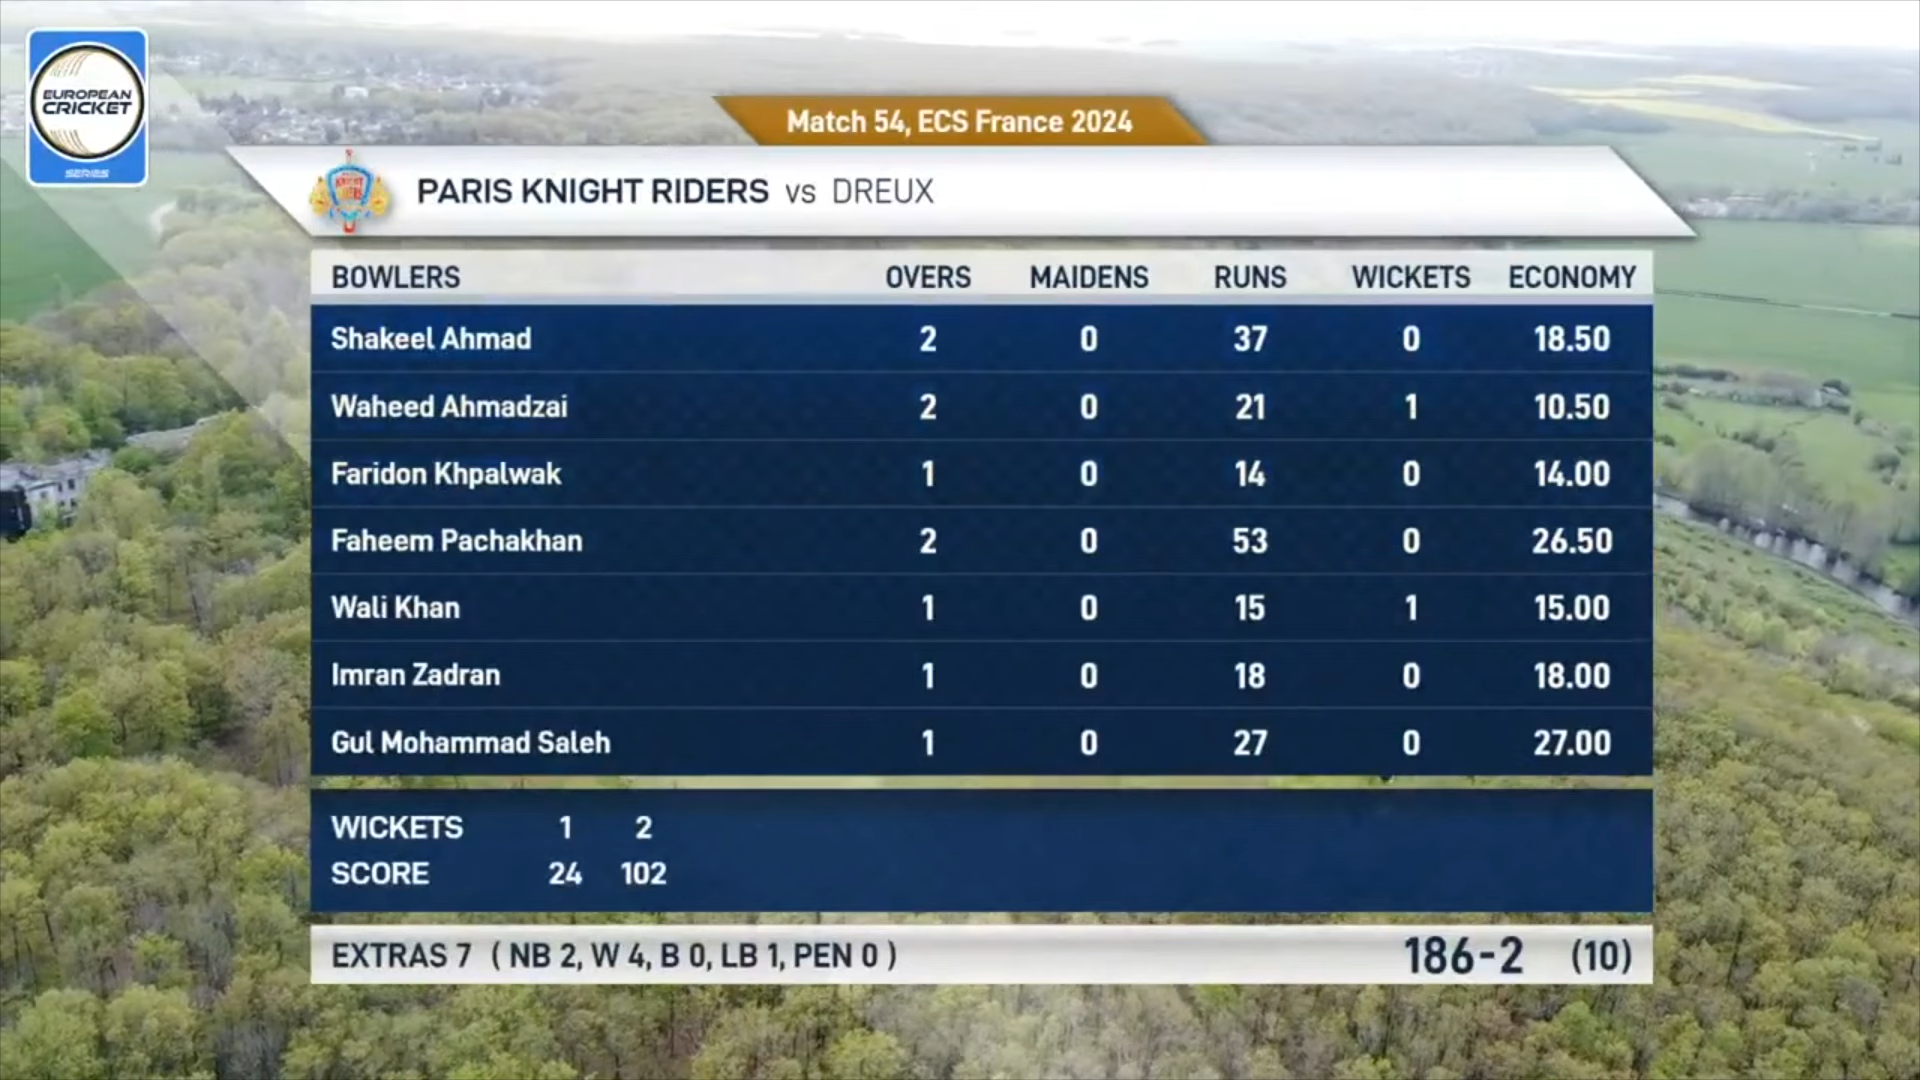 EUROPEAN
CRICKET
SERIES
Match 54, ECS France 2024
PARIS KNIGHT RIDERS vs DREUX
BOWLERS OVERS MAIDENS RUNS WICKETS ECONOMY
Shakeel Ahmad 2 0 37 0 18.50
Waheed Ahmadzai 2 0 21 1 10.50
Faridon Khpalwak 1 0 14 0 14.00
Faheem Pachakhan 2 0 53 0 26.50
Wali Khan 1 0 15 1 15.00
Imran Zadran 1 0 18 0 18.00
Gul Mohammad Saleh 1 0 27 0 27.00
WICKETS 1 2
SCORE 24 102
EXTRAS 7 ( NB 2, W 4, B 0, LB 1, PEN 0 ) 186-2 (10)